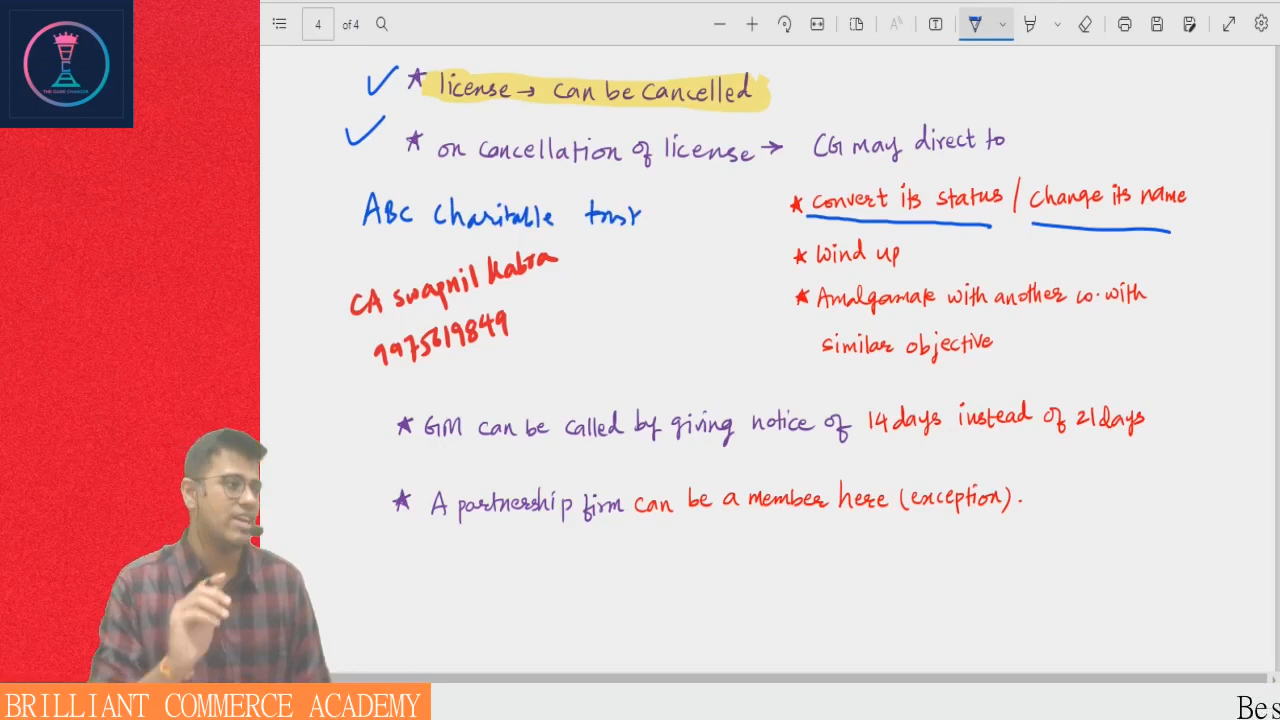 4 of 4
THE GAME CHANGER
★ license → can be cancelled
★ on cancellation of license → CG may direct to
★ convert its status / change its name
★ Wind up
★ Amalgamate with another co. with
similar objective
ABC Charitable trust
CA Swapnil Kabra
9975619849
★ GM can be called by giving notice of 14 days instead of 21 days
★ A partnership firm can be a member here (exception).
BRILLIANT COMMERCE ACADEMY
Bes